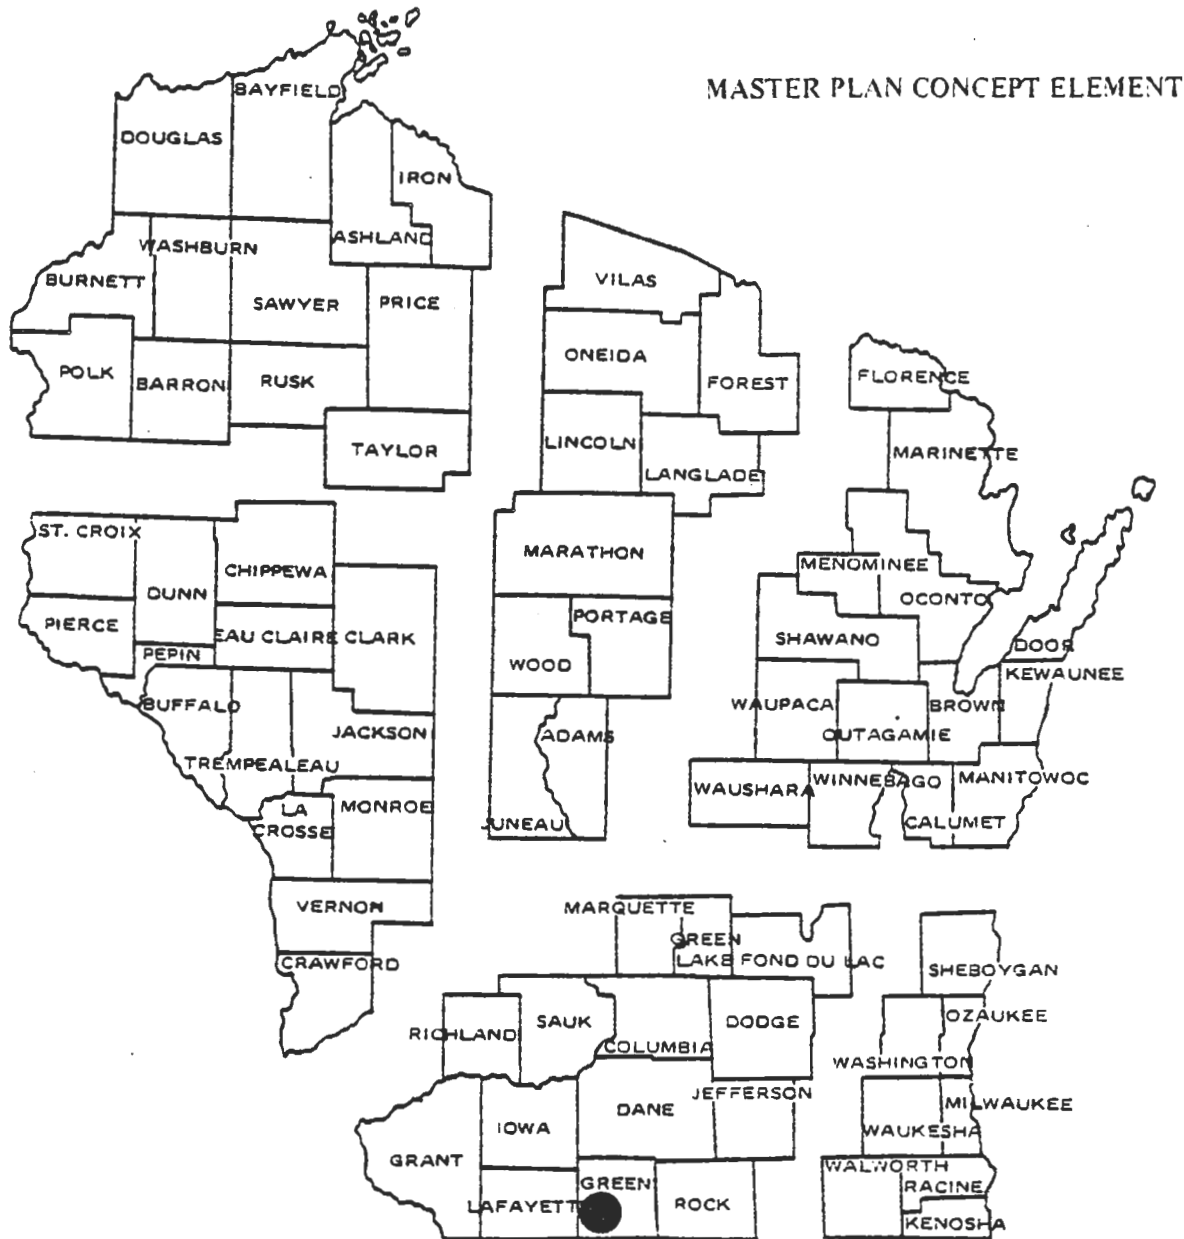 MASTER PLAN CONCEPT ELEMENT
BAYFIELD
DOUGLAS
IRON
ASHLAND
WASHBURN
BURNETT
SAWYER
PRICE
POLK
BARRON
RUSK
TAYLOR
VILAS
ONEIDA
FOREST
LINCOLN
LANGLADE
FLORENCE
MARINETTE
ST. CROIX
CHIPPEWA
DUNN
PIERCE
EAU CLAIRE
CLARK
PEPIN
BUFFALO
JACKSON
TREMPEALEAU
LA
CROSSE
MONROE
VERNON
CRAWFORD
MARATHON
PORTAGE
WOOD
ADAMS
JUNEAU
MENOMINEE
OCONTO
SHAWANO
DOOR
KEWAUNEE
WAUPACA
BROWN
OUTAGAMIE
WAUSHARA
WINNEBAGO
MANITOWOC
CALUMET
MARQUETTE
GREEN
LAKE
FOND DU LAC
SHEBOYGAN
RICHLAND
SAUK
COLUMBIA
DODGE
OZAUKEE
WASHINGTON
JEFFERSON
DANE
IOWA
GRANT
MILWAUKEE
WAUKESHA
WALWORTH
RACINE
KENOSHA
LAFAYETT
GREEN
ROCK